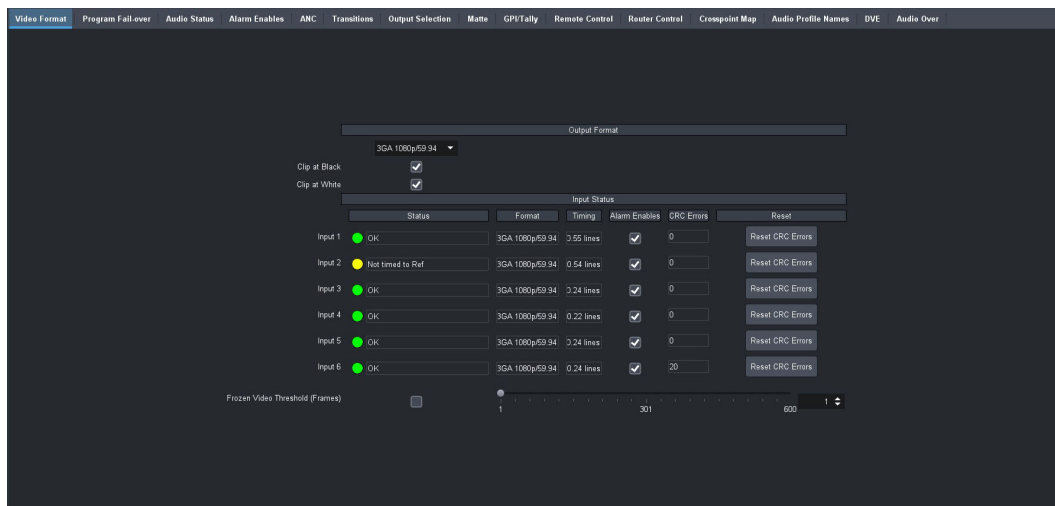 Video Format Program Fail-over Audio Status Alarm Enables ANC Transitions Output Selection Matte GPI/Tally Remote Control Router Control Crosspoint Map Audio Profile Names DVE Audio Over
Output Format
3GA 1080p/59.94
Clip at Black
Clip at White
Input Status
Status Format Timing Alarm Enables CRC Errors Reset
Input 1 OK 3GA 1080p/59.94 0.55 lines 0 Reset CRC Errors
Input 2 Not timed to Ref 3GA 1080p/59.94 0.54 lines 0 Reset CRC Errors
Input 3 OK 3GA 1080p/59.94 0.24 lines 0 Reset CRC Errors
Input 4 OK 3GA 1080p/59.94 0.22 lines 0 Reset CRC Errors
Input 5 OK 3GA 1080p/59.94 0.24 lines 0 Reset CRC Errors
Input 6 OK 3GA 1080p/59.94 0.24 lines 20 Reset CRC Errors
Frozen Video Threshold (Frames) 1
1 301 600